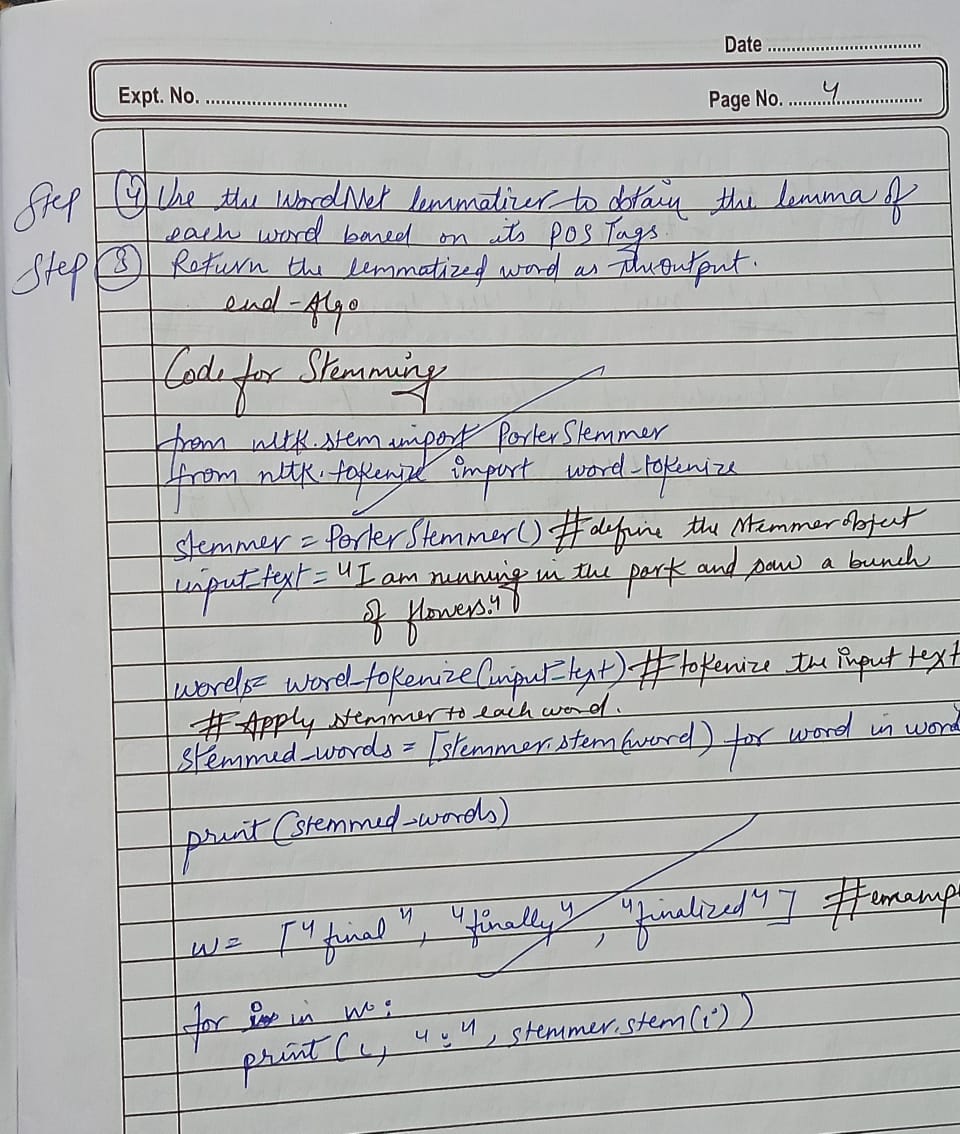 Date
Expt. No.
Page No. 4
Step (4) Use the WordNet lemmatizer to obtain the lemma of
each word based on its POS Tags.
Step (5) Return the lemmatized word as the output.
end-Algo
Code for Stemming
from nltk.stem import PorterStemmer
from nltk.tokenize import word_tokenize
stemmer = PorterStemmer() # define the stemmer object
input_text = "I am running in the park and saw a bunch
of flowers."
words = word_tokenize(input_text) # tokenize the input text
# Apply stemmer to each word.
stemmed_words = [stemmer.stem(word) for word in word
print(stemmed_words)
w = ["final", "finally", "finalized"] # examp
for i in w:
print(i, ":", stemmer.stem(i))